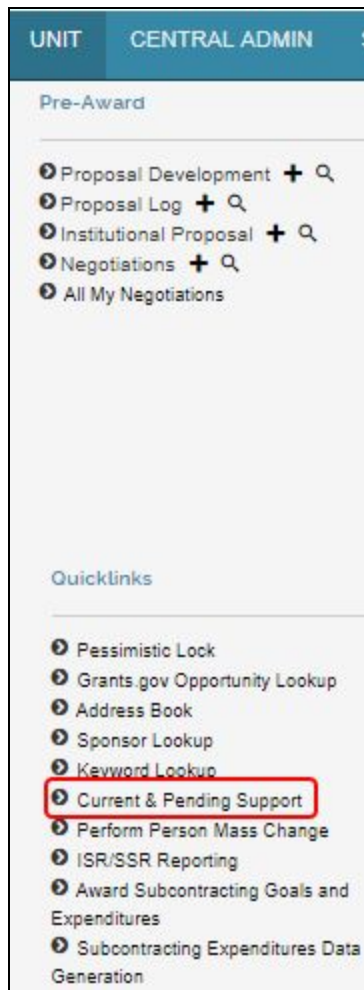 UNIT CENTRAL ADMIN
Pre-Award
Proposal Development
Proposal Log
Institutional Proposal
Negotiations
All My Negotiations
Quicklinks
Pessimistic Lock
Grants.gov Opportunity Lookup
Address Book
Sponsor Lookup
Keyword Lookup
Current & Pending Support
Perform Person Mass Change
ISR/SSR Reporting
Award Subcontracting Goals and
Expenditures
Subcontracting Expenditures Data
Generation